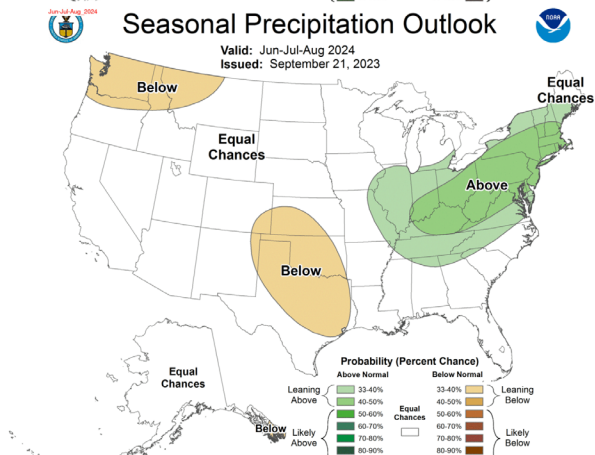 Jun-Jul-Aug 2024
Seasonal Precipitation Outlook
NOAA
Valid: Jun-Jul-Aug 2024
Issued: September 21, 2023
Below
Equal
Chances
Equal
Chances
Above
Below
Equal
Chances
Below
Probability (Percent Chance)
Above Normal
Below Normal
Leaning
Above
33-40%
40-50%
Likely
Above
50-60%
60-70%
70-80%
80-90%
Equal
Chances
33-40%
40-50%
Leaning
Below
50-60%
60-70%
70-80%
80-90%
Likely
Below